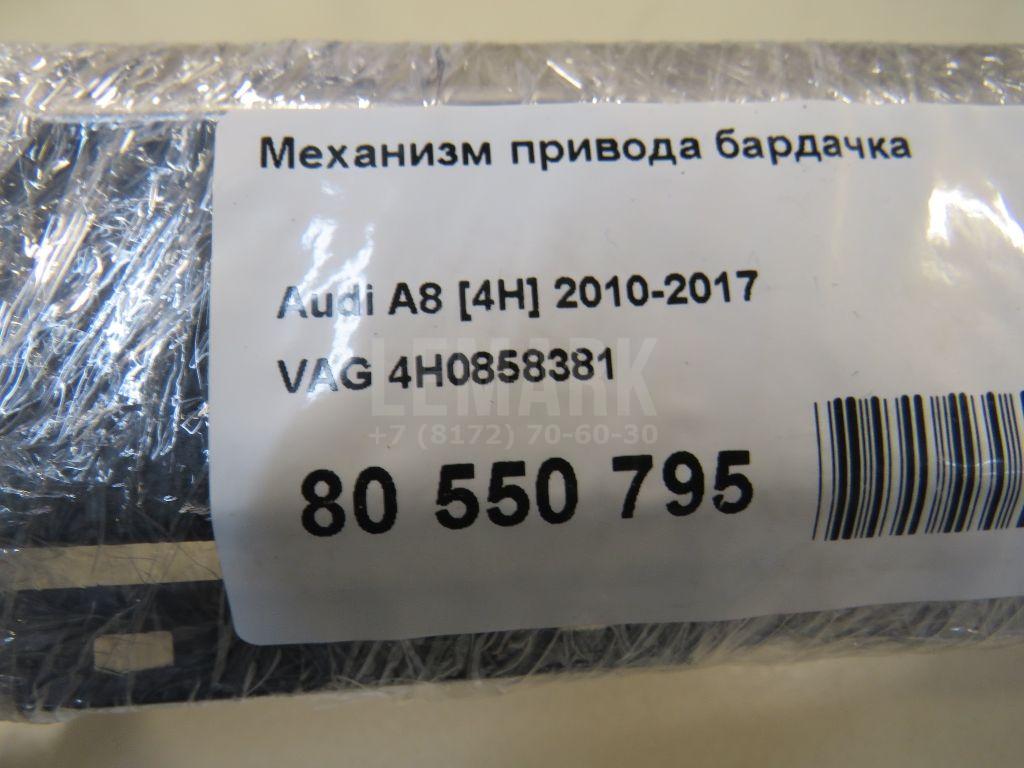 Механизм привода бардачка
Audi A8 [4H] 2010-2017
VAG 4H0858381
LEMARK
+7 (8172) 70-60-30
80 550 795